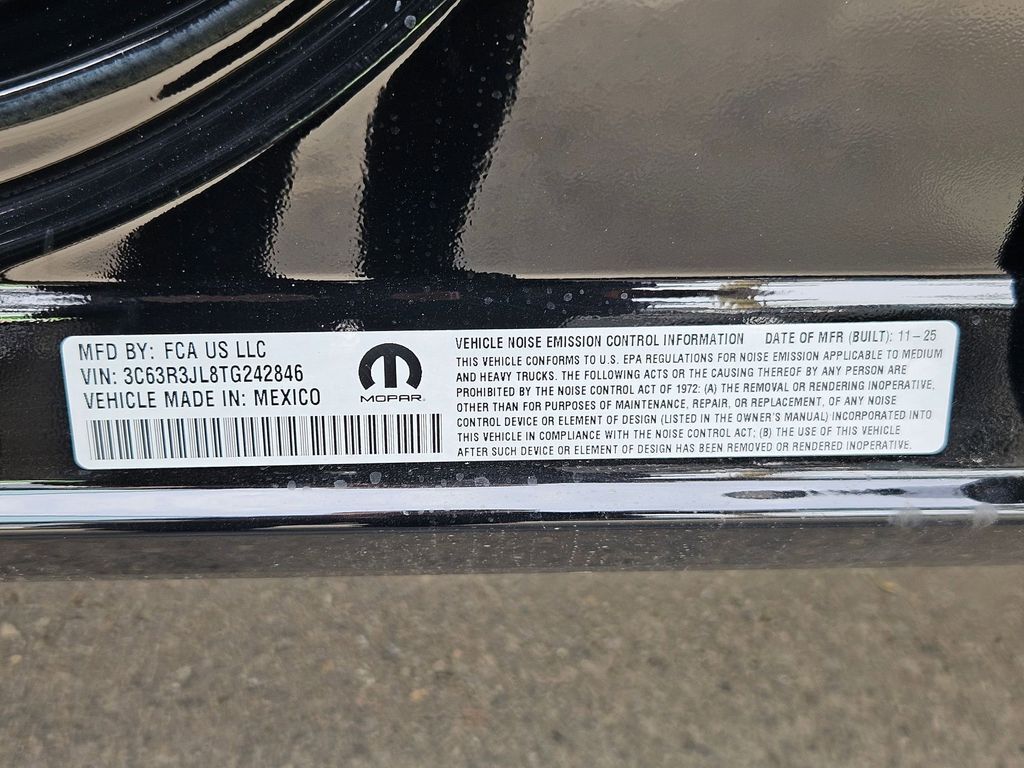 MFD BY: FCA US LLC
VIN: 3C63R3JL8TG242846
VEHICLE MADE IN: MEXICO
MOPAR
VEHICLE NOISE EMISSION CONTROL INFORMATION DATE OF MFR (BUILT): 11-25
THIS VEHICLE CONFORMS TO U.S. EPA REGULATIONS FOR NOISE EMISSION APPLICABLE TO MEDIUM
AND HEAVY TRUCKS. THE FOLLOWING ACTS OR THE CAUSING THEREOF BY ANY PERSON ARE
PROHIBITED BY THE NOISE CONTROL ACT OF 1972: (A) THE REMOVAL OR RENDERING INOPERATIVE,
OTHER THAN FOR PURPOSES OF MAINTENANCE, REPAIR, OR REPLACEMENT, OF ANY NOISE
CONTROL DEVICE OR ELEMENT OF DESIGN (LISTED IN THE OWNER'S MANUAL) INCORPORATED INTO
THIS VEHICLE IN COMPLIANCE WITH THE NOISE CONTROL ACT; (B) THE USE OF THIS VEHICLE
AFTER SUCH DEVICE OR ELEMENT OF DESIGN HAS BEEN REMOVED OR RENDERED INOPERATIVE.